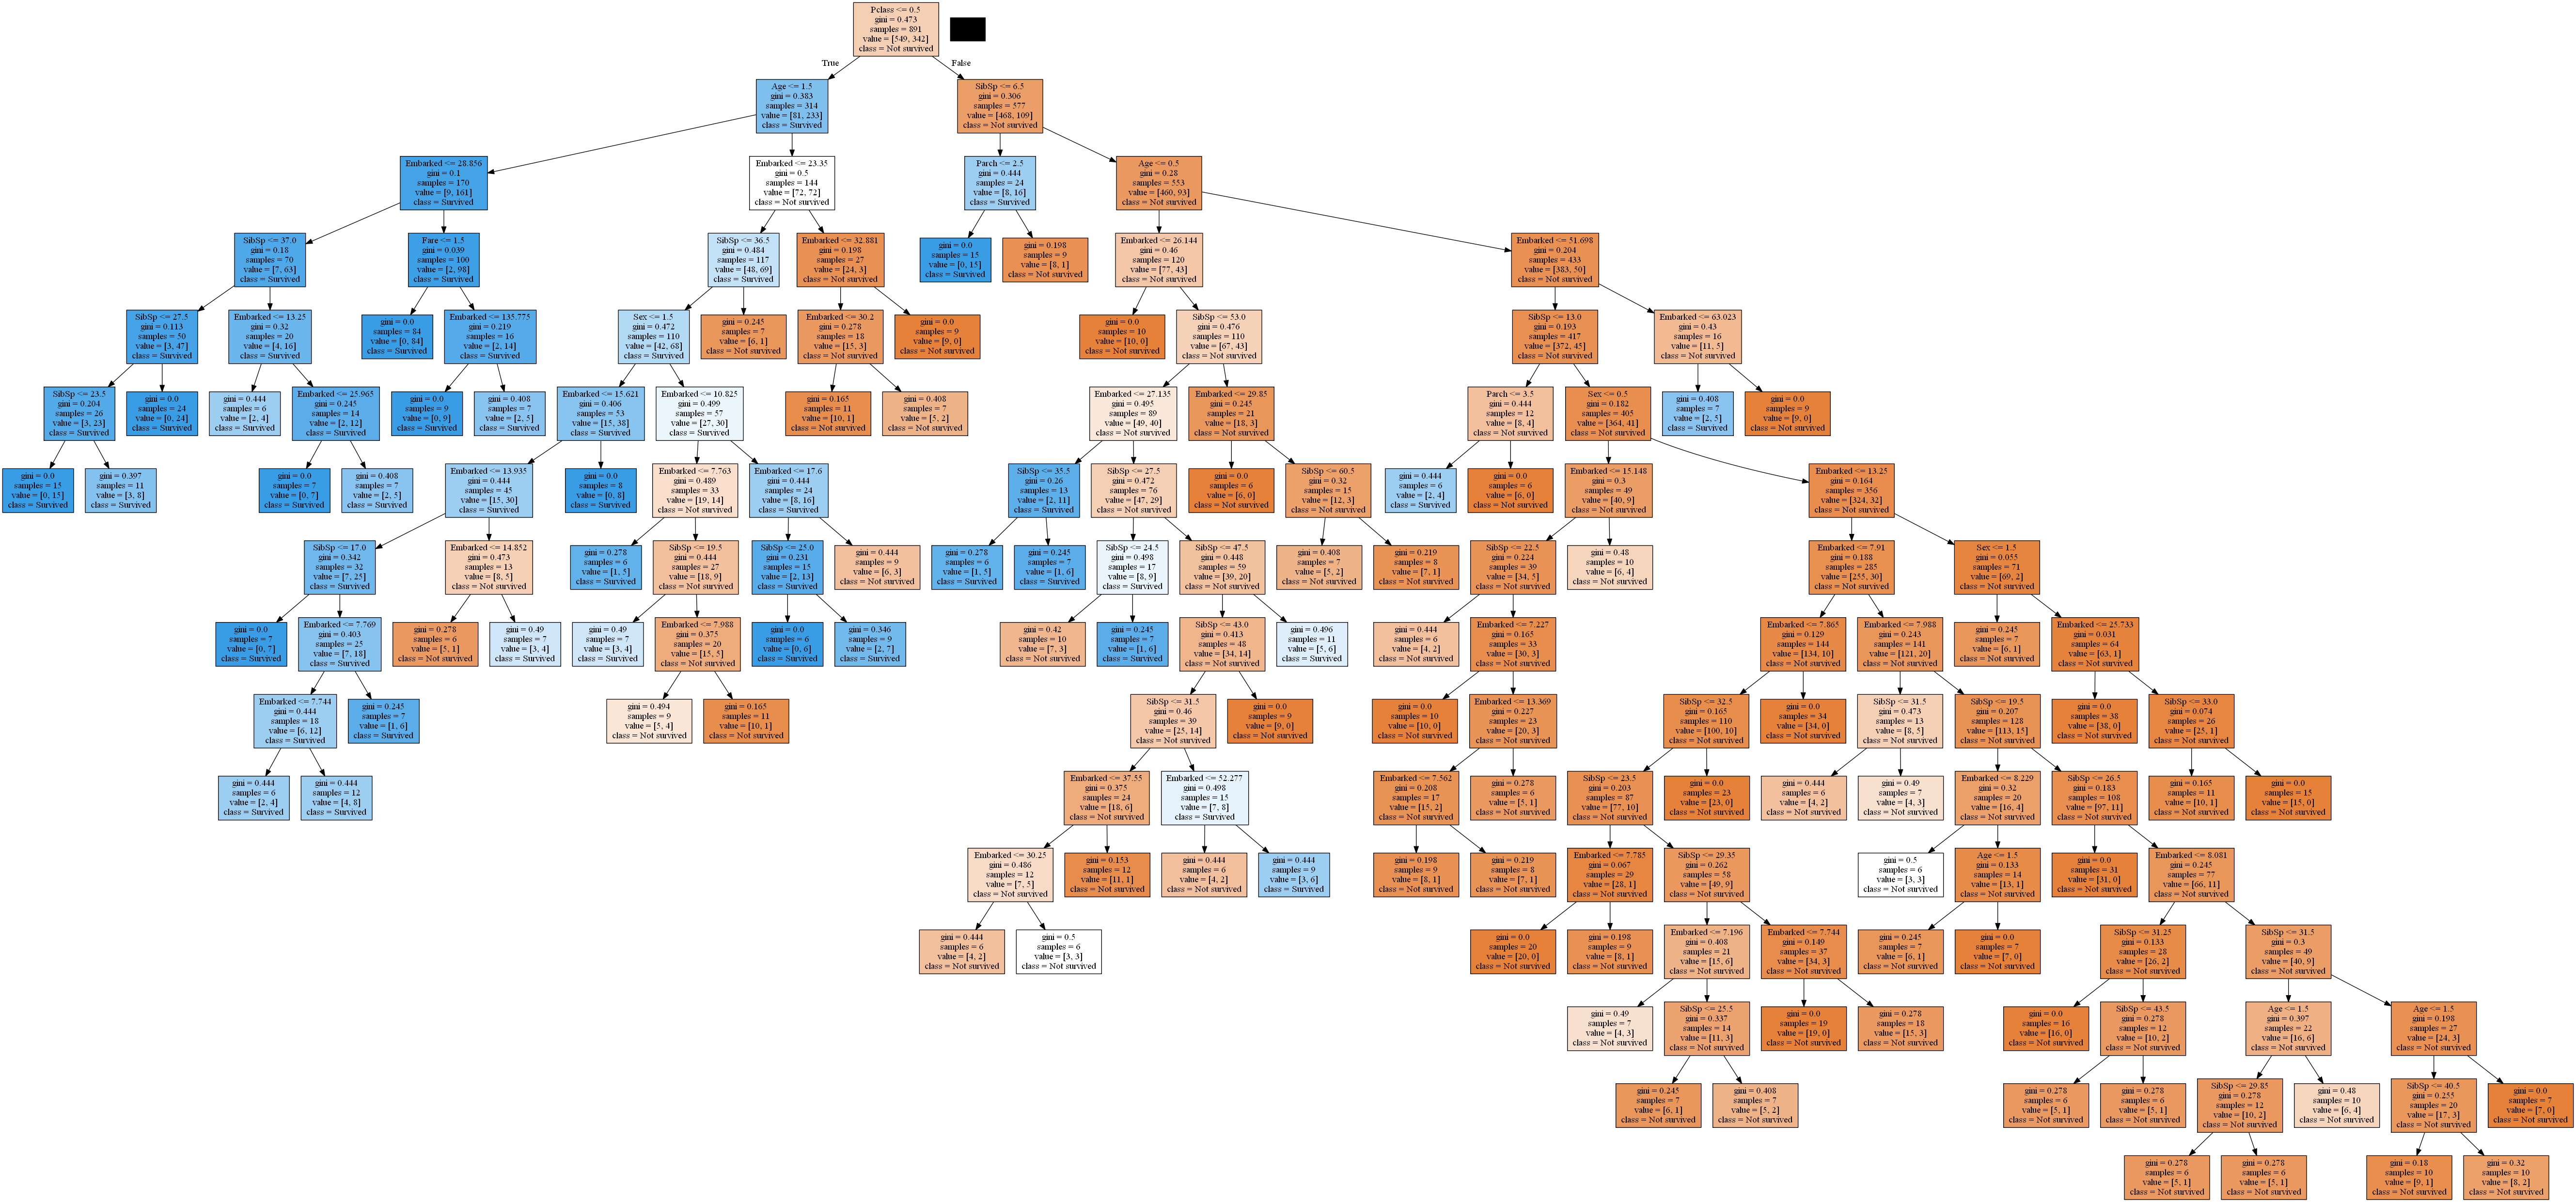 Pclass <= 0.5
gini = 0.473
samples = 891
value = [549, 342]
class = Not survived
True
False
Age <= 1.5
gini = 0.383
samples = 314
value = [81, 233]
class = Survived
SibSp <= 6.5
gini = 0.306
samples = 577
value = [468, 109]
class = Not survived
Embarked <= 28.856
gini = 0.1
samples = 170
value = [9, 161]
class = Survived
Embarked <= 23.35
gini = 0.5
samples = 144
value = [72, 72]
class = Not survived
Parch <= 2.5
gini = 0.444
samples = 24
value = [8, 16]
class = Survived
Age <= 0.5
gini = 0.28
samples = 553
value = [460, 93]
class = Not survived
SibSp <= 37.0
gini = 0.18
samples = 70
value = [7, 63]
class = Survived
Fare <= 1.5
gini = 0.039
samples = 100
value = [2, 98]
class = Survived
SibSp <= 36.5
gini = 0.484
samples = 117
value = [48, 69]
class = Survived
Embarked <= 32.881
gini = 0.198
samples = 27
value = [24, 3]
class = Not survived
gini = 0.0
samples = 15
value = [0, 15]
class = Survived
gini = 0.198
samples = 9
value = [8, 1]
class = Not survived
Embarked <= 26.144
gini = 0.46
samples = 120
value = [77, 43]
class = Not survived
Embarked <= 51.698
gini = 0.204
samples = 433
value = [383, 50]
class = Not survived
SibSp <= 27.5
gini = 0.113
samples = 50
value = [3, 47]
class = Survived
Embarked <= 13.25
gini = 0.32
samples = 20
value = [4, 16]
class = Survived
gini = 0.0
samples = 84
value = [0, 84]
class = Survived
Embarked <= 135.775
gini = 0.219
samples = 16
value = [2, 14]
class = Survived
Sex <= 1.5
gini = 0.472
samples = 110
value = [42, 68]
class = Survived
gini = 0.245
samples = 7
value = [6, 1]
class = Not survived
Embarked <= 30.2
gini = 0.278
samples = 18
value = [15, 3]
class = Not survived
gini = 0.0
samples = 9
value = [9, 0]
class = Not survived
gini = 0.0
samples = 10
value = [10, 0]
class = Not survived
SibSp <= 53.0
gini = 0.476
samples = 110
value = [67, 43]
class = Not survived
SibSp <= 13.0
gini = 0.193
samples = 417
value = [372, 45]
class = Not survived
Embarked <= 63.023
gini = 0.43
samples = 16
value = [11, 5]
class = Not survived
SibSp <= 23.5
gini = 0.204
samples = 26
value = [3, 23]
class = Survived
gini = 0.0
samples = 24
value = [0, 24]
class = Survived
gini = 0.444
samples = 6
value = [2, 4]
class = Survived
Embarked <= 25.965
gini = 0.245
samples = 14
value = [2, 12]
class = Survived
gini = 0.0
samples = 9
value = [0, 9]
class = Survived
gini = 0.408
samples = 7
value = [2, 5]
class = Survived
Embarked <= 15.621
gini = 0.406
samples = 53
value = [15, 38]
class = Survived
Embarked <= 10.825
gini = 0.499
samples = 57
value = [27, 30]
class = Survived
gini = 0.165
samples = 11
value = [10, 1]
class = Not survived
gini = 0.408
samples = 7
value = [5, 2]
class = Not survived
Embarked <= 27.135
gini = 0.495
samples = 89
value = [49, 40]
class = Not survived
Embarked <= 29.85
gini = 0.245
samples = 21
value = [18, 3]
class = Not survived
Parch <= 3.5
gini = 0.444
samples = 12
value = [8, 4]
class = Not survived
Sex <= 0.5
gini = 0.182
samples = 405
value = [364, 41]
class = Not survived
gini = 0.408
samples = 7
value = [2, 5]
class = Survived
gini = 0.0
samples = 9
value = [9, 0]
class = Not survived
gini = 0.0
samples = 15
value = [0, 15]
class = Survived
gini = 0.397
samples = 11
value = [3, 8]
class = Survived
gini = 0.0
samples = 7
value = [0, 7]
class = Survived
gini = 0.408
samples = 7
value = [2, 5]
class = Survived
Embarked <= 13.935
gini = 0.444
samples = 45
value = [15, 30]
class = Survived
gini = 0.0
samples = 8
value = [0, 8]
class = Survived
Embarked <= 7.763
gini = 0.489
samples = 33
value = [19, 14]
class = Not survived
Embarked <= 17.6
gini = 0.444
samples = 24
value = [8, 16]
class = Survived
SibSp <= 35.5
gini = 0.26
samples = 13
value = [2, 11]
class = Survived
SibSp <= 27.5
gini = 0.472
samples = 76
value = [47, 29]
class = Not survived
gini = 0.0
samples = 6
value = [6, 0]
class = Not survived
SibSp <= 60.5
gini = 0.32
samples = 15
value = [12, 3]
class = Not survived
gini = 0.444
samples = 6
value = [2, 4]
class = Survived
gini = 0.0
samples = 6
value = [6, 0]
class = Not survived
Embarked <= 15.148
gini = 0.3
samples = 49
value = [40, 9]
class = Not survived
Embarked <= 13.25
gini = 0.164
samples = 356
value = [324, 32]
class = Not survived
SibSp <= 17.0
gini = 0.342
samples = 32
value = [7, 25]
class = Survived
Embarked <= 14.852
gini = 0.473
samples = 13
value = [8, 5]
class = Not survived
gini = 0.278
samples = 6
value = [1, 5]
class = Survived
SibSp <= 19.5
gini = 0.444
samples = 27
value = [18, 9]
class = Not survived
SibSp <= 25.0
gini = 0.231
samples = 15
value = [2, 13]
class = Survived
gini = 0.444
samples = 9
value = [6, 3]
class = Not survived
gini = 0.278
samples = 6
value = [1, 5]
class = Survived
gini = 0.245
samples = 7
value = [1, 6]
class = Survived
SibSp <= 24.5
gini = 0.498
samples = 17
value = [8, 9]
class = Survived
SibSp <= 47.5
gini = 0.448
samples = 59
value = [39, 20]
class = Not survived
gini = 0.408
samples = 7
value = [5, 2]
class = Not survived
gini = 0.219
samples = 8
value = [7, 1]
class = Not survived
SibSp <= 22.5
gini = 0.224
samples = 39
value = [34, 5]
class = Not survived
gini = 0.48
samples = 10
value = [6, 4]
class = Not survived
Embarked <= 7.91
gini = 0.188
samples = 285
value = [255, 30]
class = Not survived
Sex <= 1.5
gini = 0.055
samples = 71
value = [69, 2]
class = Not survived
gini = 0.0
samples = 7
value = [0, 7]
class = Survived
Embarked <= 7.769
gini = 0.403
samples = 25
value = [7, 18]
class = Survived
gini = 0.278
samples = 6
value = [5, 1]
class = Not survived
gini = 0.49
samples = 7
value = [3, 4]
class = Survived
gini = 0.49
samples = 7
value = [3, 4]
class = Survived
Embarked <= 7.988
gini = 0.375
samples = 20
value = [15, 5]
class = Not survived
gini = 0.0
samples = 6
value = [0, 6]
class = Survived
gini = 0.346
samples = 9
value = [2, 7]
class = Survived
gini = 0.42
samples = 10
value = [7, 3]
class = Not survived
gini = 0.245
samples = 7
value = [1, 6]
class = Survived
SibSp <= 43.0
gini = 0.413
samples = 48
value = [34, 14]
class = Not survived
gini = 0.496
samples = 11
value = [5, 6]
class = Survived
gini = 0.444
samples = 6
value = [4, 2]
class = Not survived
Embarked <= 7.227
gini = 0.165
samples = 33
value = [30, 3]
class = Not survived
Embarked <= 7.865
gini = 0.129
samples = 144
value = [134, 10]
class = Not survived
Embarked <= 7.988
gini = 0.243
samples = 141
value = [121, 20]
class = Not survived
gini = 0.245
samples = 7
value = [6, 1]
class = Not survived
Embarked <= 25.733
gini = 0.031
samples = 64
value = [63, 1]
class = Not survived
Embarked <= 7.744
gini = 0.444
samples = 18
value = [6, 12]
class = Survived
gini = 0.245
samples = 7
value = [1, 6]
class = Survived
gini = 0.494
samples = 9
value = [5, 4]
class = Not survived
gini = 0.165
samples = 11
value = [10, 1]
class = Not survived
SibSp <= 31.5
gini = 0.46
samples = 39
value = [25, 14]
class = Not survived
gini = 0.0
samples = 9
value = [9, 0]
class = Not survived
gini = 0.0
samples = 10
value = [10, 0]
class = Not survived
Embarked <= 13.369
gini = 0.227
samples = 23
value = [20, 3]
class = Not survived
SibSp <= 32.5
gini = 0.165
samples = 110
value = [100, 10]
class = Not survived
gini = 0.0
samples = 34
value = [34, 0]
class = Not survived
SibSp <= 31.5
gini = 0.473
samples = 13
value = [8, 5]
class = Not survived
SibSp <= 19.5
gini = 0.207
samples = 128
value = [113, 15]
class = Not survived
gini = 0.0
samples = 38
value = [38, 0]
class = Not survived
SibSp <= 33.0
gini = 0.074
samples = 26
value = [25, 1]
class = Not survived
gini = 0.444
samples = 6
value = [2, 4]
class = Survived
gini = 0.444
samples = 12
value = [4, 8]
class = Survived
Embarked <= 37.55
gini = 0.375
samples = 24
value = [18, 6]
class = Not survived
Embarked <= 52.277
gini = 0.498
samples = 15
value = [7, 8]
class = Survived
Embarked <= 7.562
gini = 0.208
samples = 17
value = [15, 2]
class = Not survived
gini = 0.278
samples = 6
value = [5, 1]
class = Not survived
SibSp <= 23.5
gini = 0.203
samples = 87
value = [77, 10]
class = Not survived
gini = 0.0
samples = 23
value = [23, 0]
class = Not survived
gini = 0.444
samples = 6
value = [4, 2]
class = Not survived
gini = 0.49
samples = 7
value = [4, 3]
class = Not survived
Embarked <= 8.229
gini = 0.32
samples = 20
value = [16, 4]
class = Not survived
SibSp <= 26.5
gini = 0.183
samples = 108
value = [97, 11]
class = Not survived
gini = 0.165
samples = 11
value = [10, 1]
class = Not survived
gini = 0.0
samples = 15
value = [15, 0]
class = Not survived
Embarked <= 30.25
gini = 0.486
samples = 12
value = [7, 5]
class = Not survived
gini = 0.153
samples = 12
value = [11, 1]
class = Not survived
gini = 0.444
samples = 6
value = [4, 2]
class = Not survived
gini = 0.444
samples = 9
value = [3, 6]
class = Survived
gini = 0.198
samples = 9
value = [8, 1]
class = Not survived
gini = 0.219
samples = 8
value = [7, 1]
class = Not survived
Embarked <= 7.785
gini = 0.067
samples = 29
value = [28, 1]
class = Not survived
SibSp <= 29.35
gini = 0.262
samples = 58
value = [49, 9]
class = Not survived
gini = 0.5
samples = 6
value = [3, 3]
class = Not survived
Age <= 1.5
gini = 0.133
samples = 14
value = [13, 1]
class = Not survived
gini = 0.0
samples = 31
value = [31, 0]
class = Not survived
Embarked <= 8.081
gini = 0.245
samples = 77
value = [66, 11]
class = Not survived
gini = 0.444
samples = 6
value = [4, 2]
class = Not survived
gini = 0.5
samples = 6
value = [3, 3]
class = Not survived
gini = 0.0
samples = 20
value = [20, 0]
class = Not survived
gini = 0.198
samples = 9
value = [8, 1]
class = Not survived
Embarked <= 7.196
gini = 0.408
samples = 21
value = [15, 6]
class = Not survived
Embarked <= 7.744
gini = 0.149
samples = 37
value = [34, 3]
class = Not survived
gini = 0.245
samples = 7
value = [6, 1]
class = Not survived
gini = 0.0
samples = 7
value = [7, 0]
class = Not survived
SibSp <= 31.25
gini = 0.133
samples = 28
value = [26, 2]
class = Not survived
SibSp <= 31.5
gini = 0.3
samples = 49
value = [40, 9]
class = Not survived
gini = 0.49
samples = 7
value = [4, 3]
class = Not survived
SibSp <= 25.5
gini = 0.337
samples = 14
value = [11, 3]
class = Not survived
gini = 0.0
samples = 19
value = [19, 0]
class = Not survived
gini = 0.278
samples = 18
value = [15, 3]
class = Not survived
gini = 0.0
samples = 16
value = [16, 0]
class = Not survived
SibSp <= 43.5
gini = 0.278
samples = 12
value = [10, 2]
class = Not survived
Age <= 1.5
gini = 0.397
samples = 22
value = [16, 6]
class = Not survived
Age <= 1.5
gini = 0.198
samples = 27
value = [24, 3]
class = Not survived
gini = 0.245
samples = 7
value = [6, 1]
class = Not survived
gini = 0.408
samples = 7
value = [5, 2]
class = Not survived
gini = 0.278
samples = 6
value = [5, 1]
class = Not survived
gini = 0.278
samples = 6
value = [5, 1]
class = Not survived
SibSp <= 29.85
gini = 0.278
samples = 12
value = [10, 2]
class = Not survived
gini = 0.48
samples = 10
value = [6, 4]
class = Not survived
SibSp <= 40.5
gini = 0.255
samples = 20
value = [17, 3]
class = Not survived
gini = 0.0
samples = 7
value = [7, 0]
class = Not survived
gini = 0.278
samples = 6
value = [5, 1]
class = Not survived
gini = 0.278
samples = 6
value = [5, 1]
class = Not survived
gini = 0.18
samples = 10
value = [9, 1]
class = Not survived
gini = 0.32
samples = 10
value = [8, 2]
class = Not survived